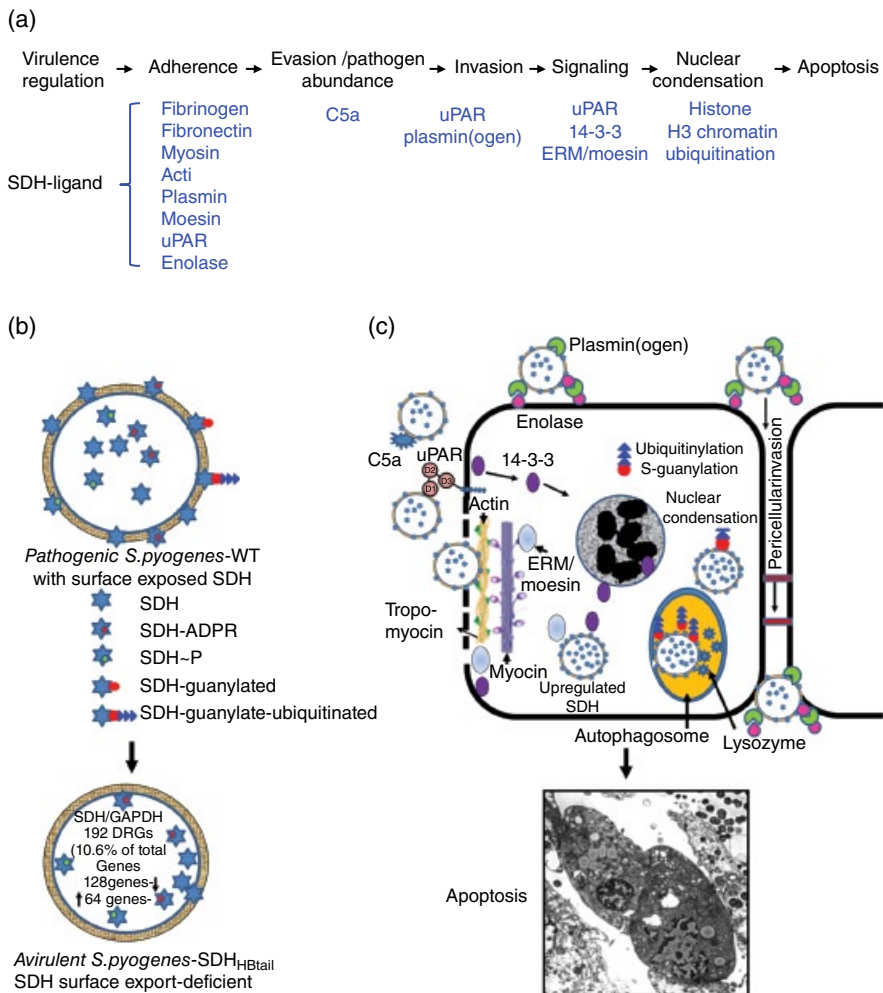 (a)
Virulence regulation → Adherence → Evasion /pathogen abundance → Invasion → Signaling → Nuclear condensation → Apoptosis
SDH-ligand
Fibrinogen
Fibronectin
Myosin
Acti
Plasmin
Moesin
uPAR
Enolase
C5a
uPAR
plasmin(ogen)
uPAR
14-3-3
ERM/moesin
Histone
H3 chromatin
ubiquitination
(b)
Pathogenic S.pyogenes-WT
with surface exposed SDH
SDH
SDH-ADPR
SDH~P
SDH-guanylated
SDH-guanylate-ubiquitinated
SDH/GAPDH
192 DRGs
(10.6% of total
Genes
128genes-↓
↑64 genes-
Avirulent S.pyogenes-SDHHBtail
SDH surface export-deficient
(c)
Plasmin(ogen)
Enolase
C5a
uPAR
D2
D1
D3
14-3-3
Actin
Ubiquitinylation
S-guanylation
Nuclear
condensation
Pericellularinvasion
ERM/
moesin
Tropo-
myocin
Myocin
Upregulated
SDH
Autophagosome
Lysozyme
Apoptosis